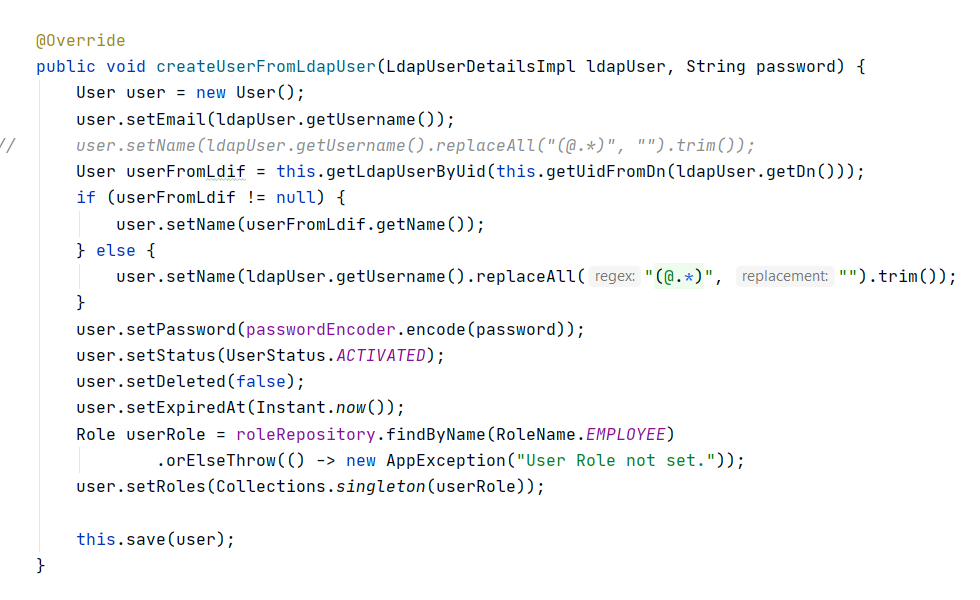 @Override
public void createUserFromLdapUser(LdapUserDetailsImpl ldapUser, String password) {
    User user = new User();
    user.setEmail(ldapUser.getUsername());
//      user.setName(ldapUser.getUsername().replaceAll("(@.*)", "").trim());
    User userFromLdif = this.getLdapUserByUid(this.getUidFromDn(ldapUser.getDn()));
    if (userFromLdif != null) {
        user.setName(userFromLdif.getName());
    } else {
        user.setName(ldapUser.getUsername().replaceAll( regex: "(@.*)", replacement: "").trim());
    }
    user.setPassword(passwordEncoder.encode(password));
    user.setStatus(UserStatus.ACTIVATED);
    user.setDeleted(false);
    user.setExpiredAt(Instant.now());
    Role userRole = roleRepository.findByName(RoleName.EMPLOYEE)
            .orElseThrow(() -> new AppException("User Role not set."));
    user.setRoles(Collections.singleton(userRole));

    this.save(user);
}